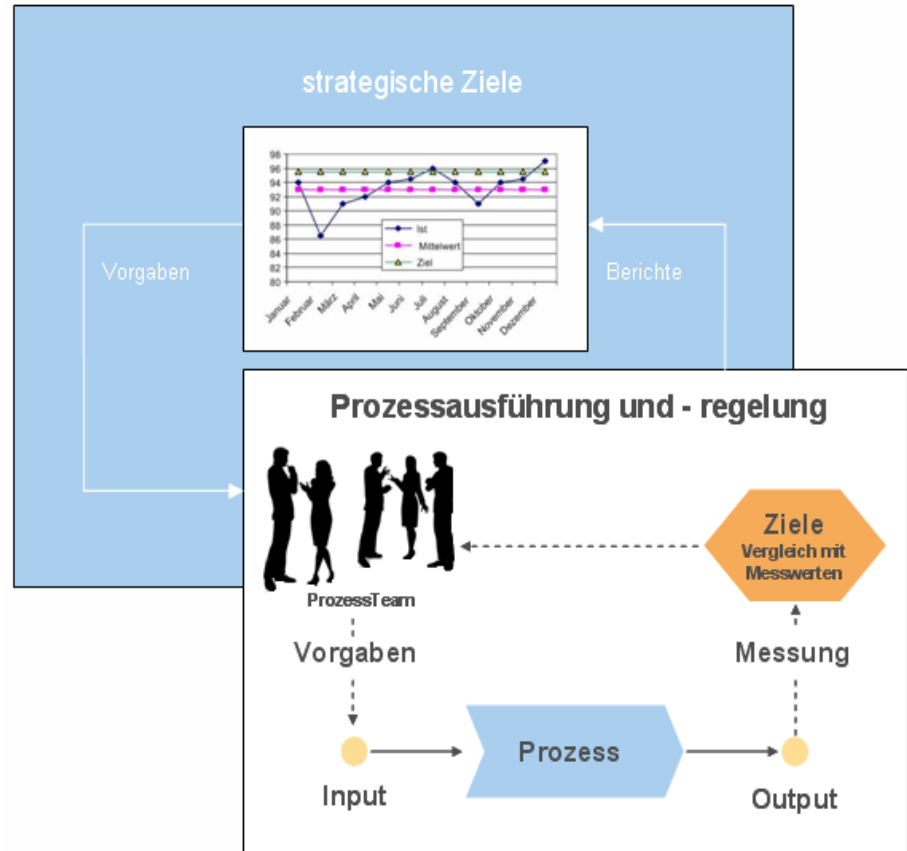 strategische Ziele
98
96
94
92
90
88
86
84
82
80
Ist
Mittelwert
Ziel
Januar
Februar
März
April
Mai
Juni
Juli
August
September
Oktober
November
Dezember
Vorgaben
Berichte
Prozessausführung und - regelung
ProzessTeam
Ziele
Vergleich mit
Messwerten
Vorgaben
Messung
Prozess
Input
Output